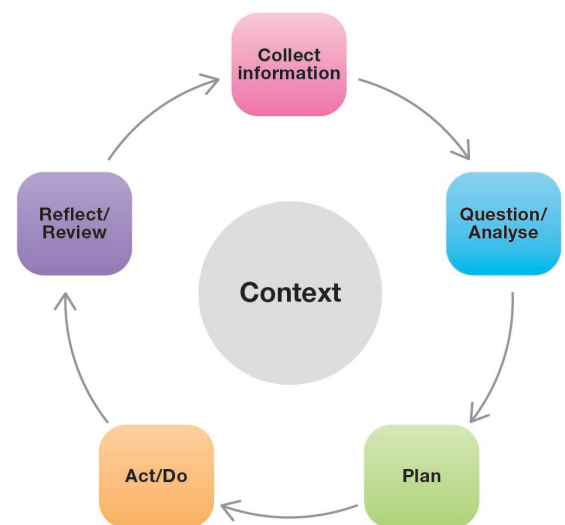 Collect
information
Question/
Analyse
Plan
Act/Do
Reflect/
Review
Context